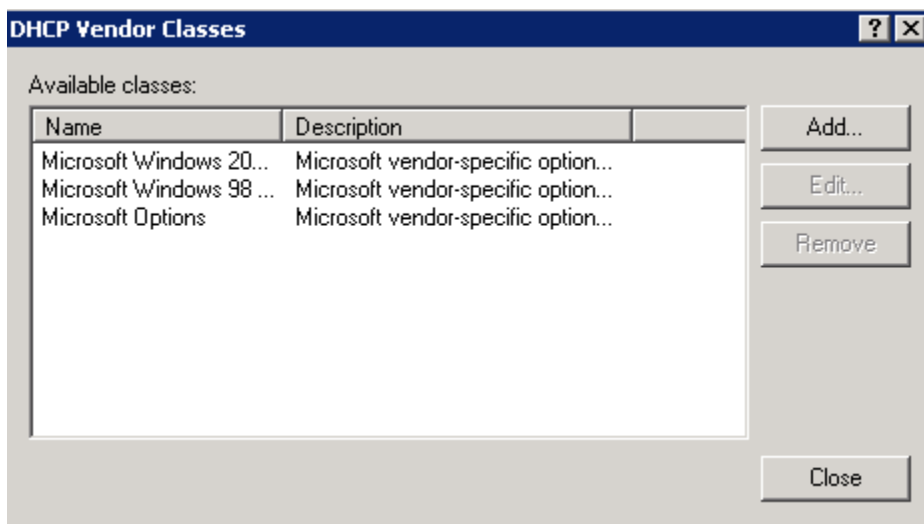 DHCP Vendor Classes
Available classes:
Name Description
Microsoft Windows 20... Microsoft vendor-specific option...
Microsoft Windows 98 ... Microsoft vendor-specific option...
Microsoft Options Microsoft vendor-specific option...
Add...
Edit...
Remove
Close